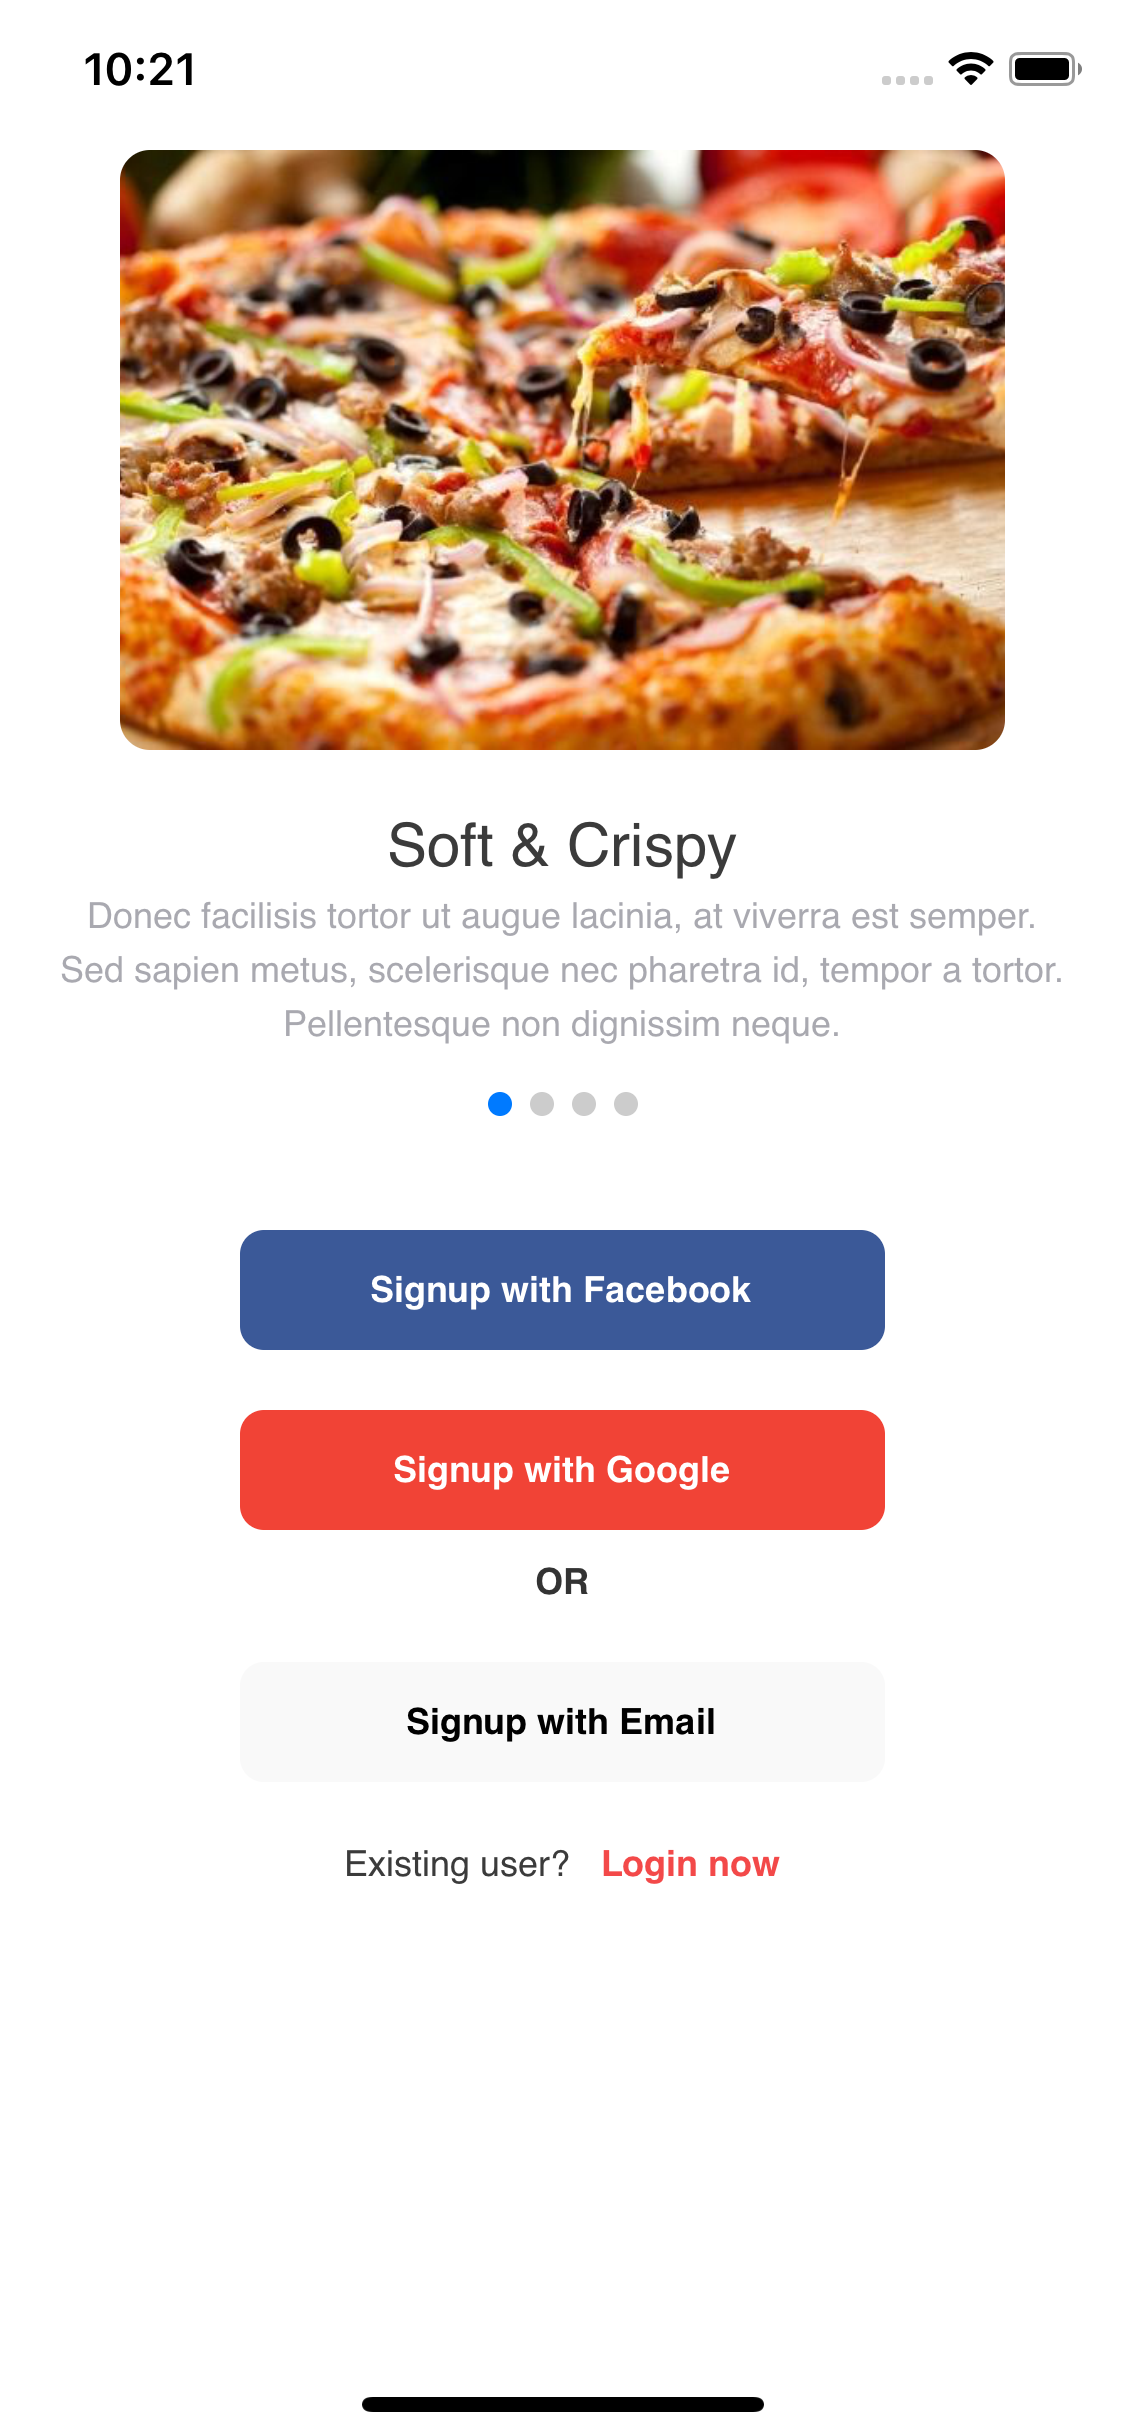 10:21
Soft & Crispy
Donec facilisis tortor ut augue lacinia, at viverra est semper.
Sed sapien metus, scelerisque nec pharetra id, tempor a tortor.
Pellentesque non dignissim neque.
Signup with Facebook
Signup with Google
OR
Signup with Email
Existing user? Login now